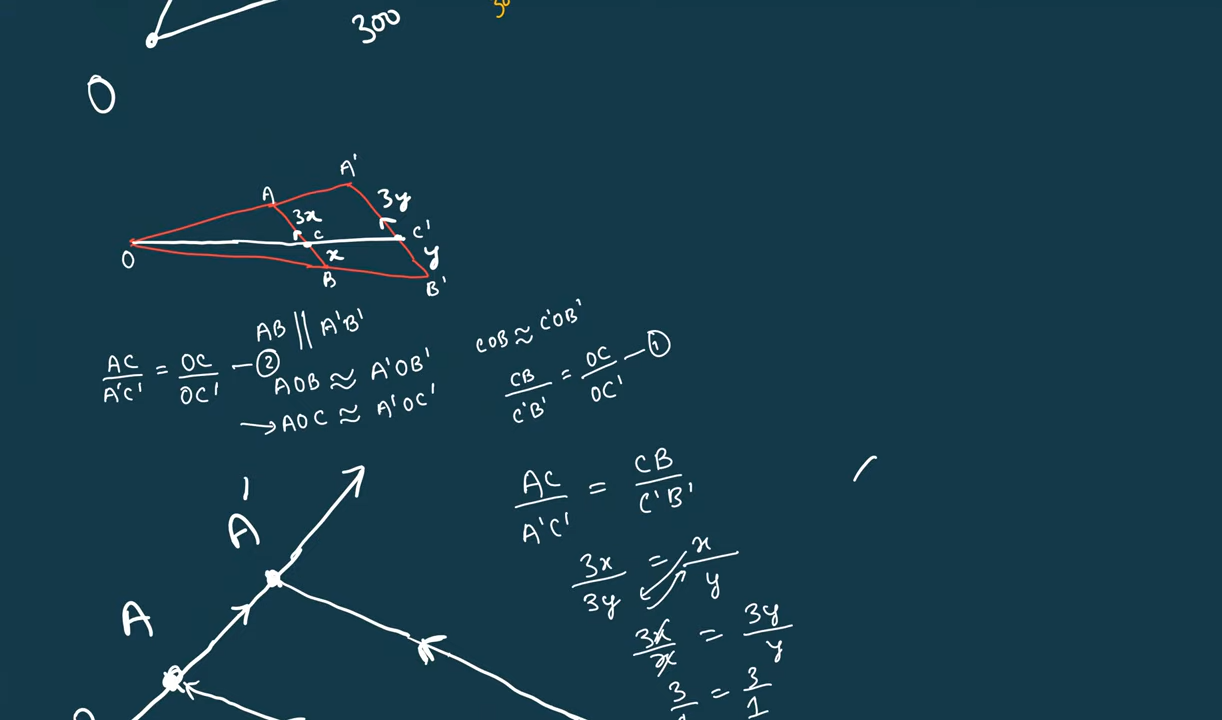 300
O
A'
A
3y
3x
C
C'
O
x
y
B
B'
AB || A'B'
COB ≈ C'OB'
AC/A'C' = OC/OC' — ②
AOB ≈ A'OB'
CB/C'B' = OC/OC' — ①
→ AOC ≈ A'OC'
AC/A'C' = CB/C'B'
A'
3x/3y = x/y
A
3x/x = 3y/y
3/1 = 3/1